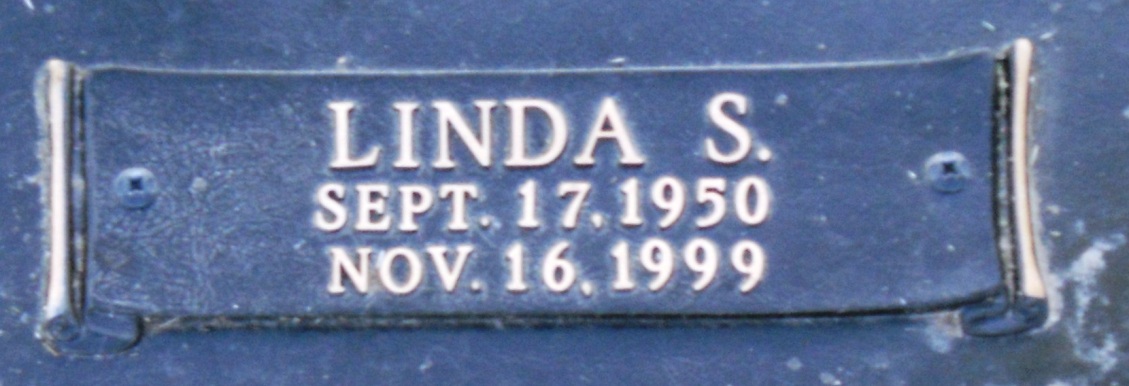 LINDA S.
SEPT. 17, 1950
NOV. 16, 1999